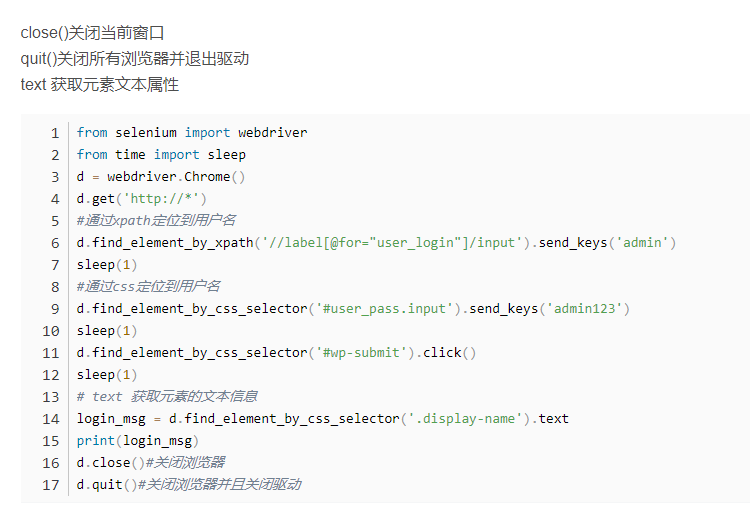 close()关闭当前窗口
quit()关闭所有浏览器并退出驱动
text 获取元素文本属性
1 from selenium import webdriver
2 from time import sleep
3 d = webdriver.Chrome()
4 d.get('http://*')
5 #通过xpath定位到用户名
6 d.find_element_by_xpath('//label[@for="user_login"]/input').send_keys('admin')
7 sleep(1)
8 #通过css定位到用户名
9 d.find_element_by_css_selector('#user_pass.input').send_keys('admin123')
10 sleep(1)
11 d.find_element_by_css_selector('#wp-submit').click()
12 sleep(1)
13 # text 获取元素的文本信息
14 login_msg = d.find_element_by_css_selector('.display-name').text
15 print(login_msg)
16 d.close()#关闭浏览器
17 d.quit()#关闭浏览器并且关闭驱动